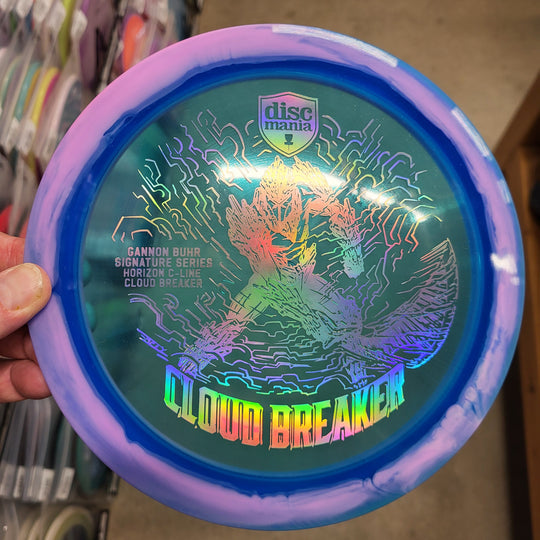 disc
mania
GANNON BUHR
SIGNATURE SERIES
HORIZON C-LINE
CLOUD BREAKER
CLOUD BREAKER